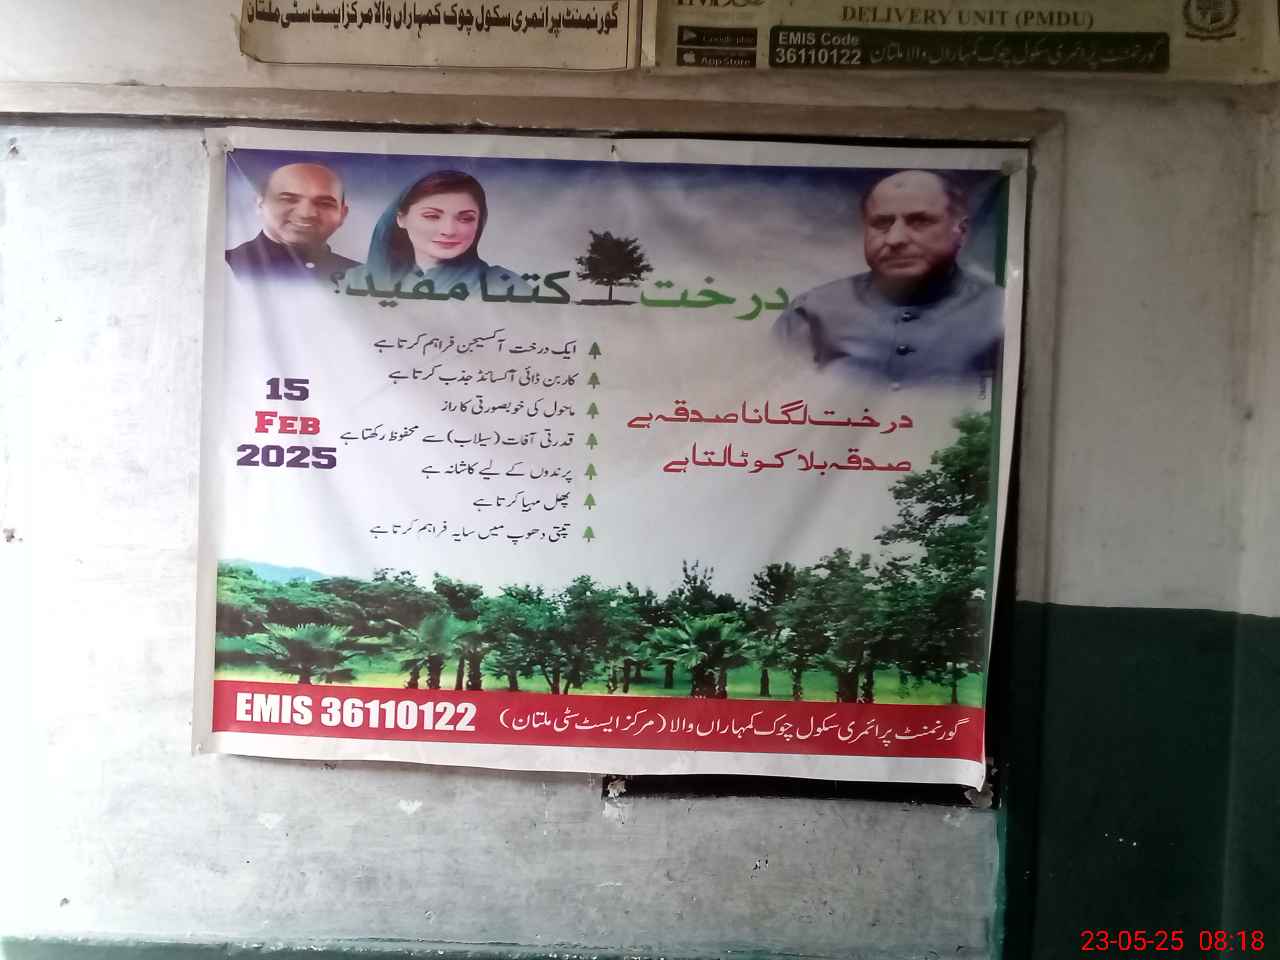 گورنمنٹ پرائمری سکول چوک کمہاراں والا مرکز ایسٹ سٹی ملتان
DELIVERY UNIT (PMDU)
Google play
App Store
EMIS Code
36110122
گورنمنٹ پرائمری سکول چوک کمہاراں والا ملتان
درخت کتنا مفید؟
ایک درخت آکسیجن فراہم کرتا ہے
کاربن ڈائی آکسائڈ جذب کرتا ہے
ماحول کی خوبصورتی کا راز
قدرتی آفات (سیلاب) سے محفوظ رکھتا ہے
پرندوں کے لیے کاشانہ ہے
پھل مہیا کرتا ہے
تپتی دھوپ میں سایہ فراہم کرتا ہے
15
FEB
2025
درخت لگانا صدقہ ہے
صدقہ بلا کو ٹالتا ہے
EMIS 36110122
گورنمنٹ پرائمری سکول چوک کمہاراں والا (مرکز ایسٹ سٹی ملتان)
23-05-25 08:18